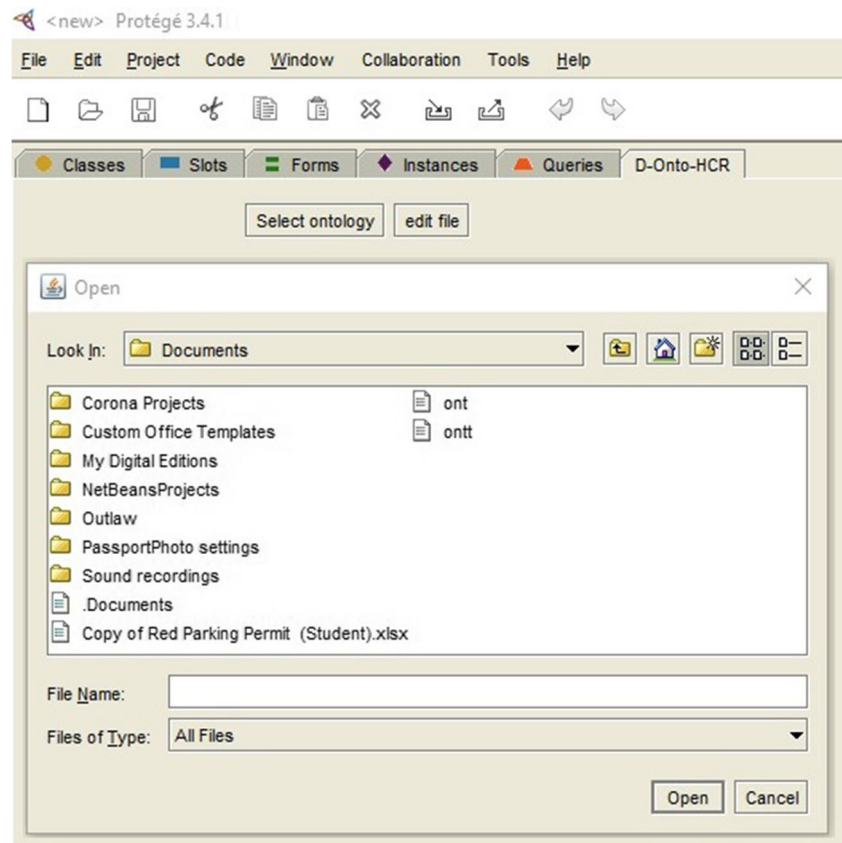 <new> Protégé 3.4.1
File Edit Project Code Window Collaboration Tools Help
Classes Slots Forms Instances Queries D-Onto-HCR
Select ontology edit file
Open
Look In: Documents
Corona Projects ont
Custom Office Templates ontt
My Digital Editions
NetBeansProjects
Outlaw
PassportPhoto settings
Sound recordings
.Documents
Copy of Red Parking Permit (Student).xlsx
File Name:
Files of Type: All Files
Open Cancel